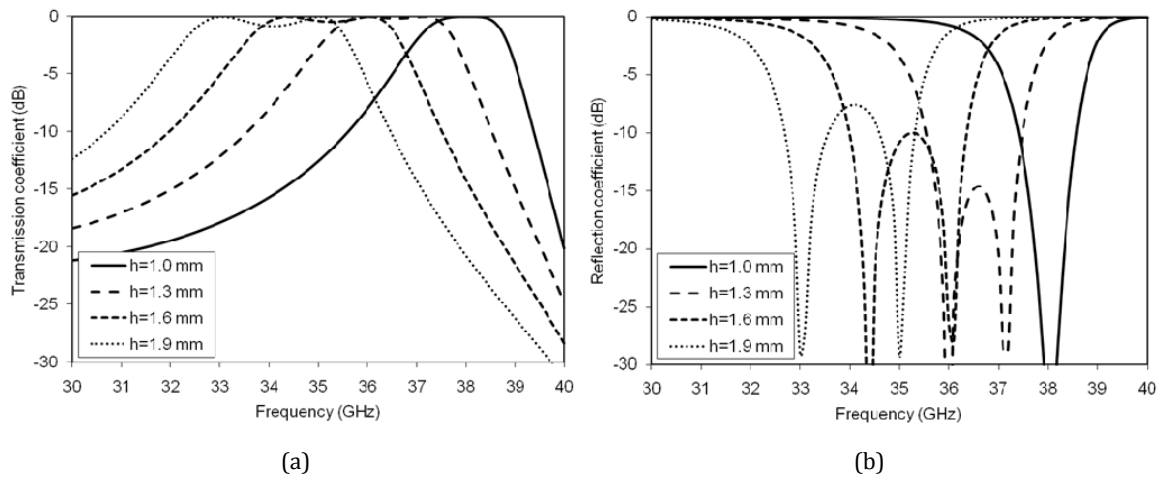 Transmission coefficient (dB)
0
-5
-10
-15
-20
-25
-30
h=1.0 mm
h=1.3 mm
h=1.6 mm
h=1.9 mm
30 31 32 33 34 35 36 37 38 39 40
Frequency (GHz)
(a)
Reflection coefficient (dB)
0
-5
-10
-15
-20
-25
-30
h=1.0 mm
h=1.3 mm
h=1.6 mm
h=1.9 mm
30 31 32 33 34 35 36 37 38 39 40
Frequency (GHz)
(b)